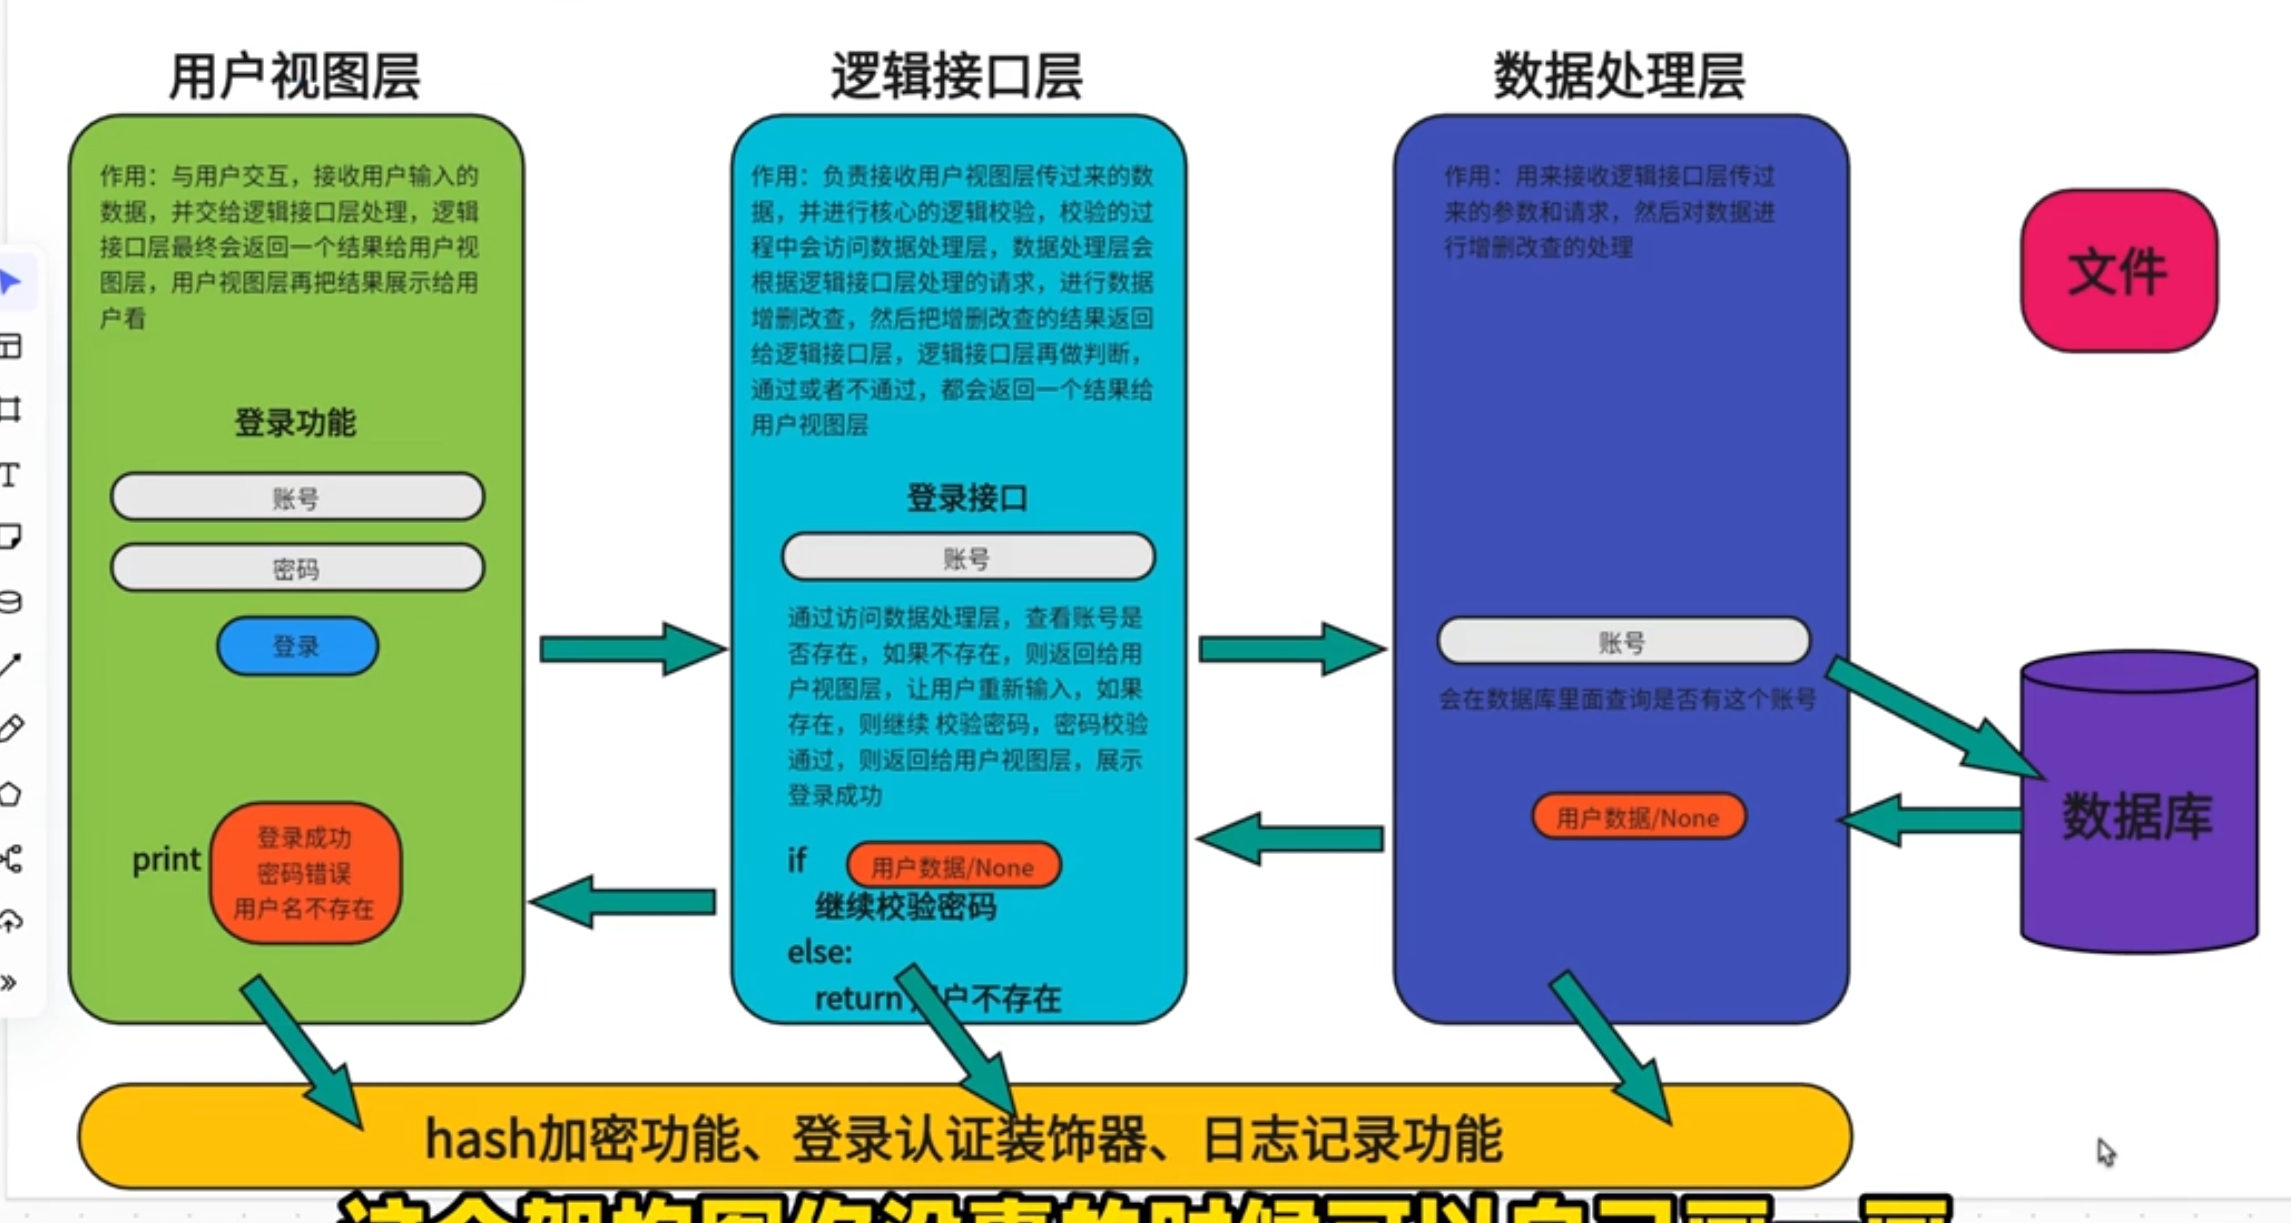 用户视图层
作用：与用户交互，接收用户输入的
数据，并交给逻辑接口层处理，逻辑
接口层最终会返回一个结果给用户视
图层，用户视图层再把结果展示给用
户看
登录功能
账号
密码
登录
print
登录成功
密码错误
用户名不存在
逻辑接口层
作用：负责接收用户视图层传过来的数
据，并进行核心的逻辑校验，校验的过
程中会访问数据处理层，数据处理层会
根据逻辑接口层处理的请求，进行数据
增删改查，然后把增删改查的结果返回
给逻辑接口层，逻辑接口层再做判断，
通过或者不通过，都会返回一个结果给
用户视图层
登录接口
账号
通过访问数据处理层，查看账号是
否存在，如果不存在，则返回给用
户视图层，让用户重新输入，如果
存在，则继续 校验密码，密码校验
通过，则返回给用户视图层，展示
登录成功
if 用户数据/None
继续校验密码
else:
return 用户不存在
数据处理层
作用：用来接收逻辑接口层传过
来的参数和请求，然后对数据进
行增删改查的处理
账号
会在数据库里面查询是否有这个账号
用户数据/None
文件
数据库
hash加密功能、登录认证装饰器、日志记录功能
这个架构图你没事的时候可以自己画一画